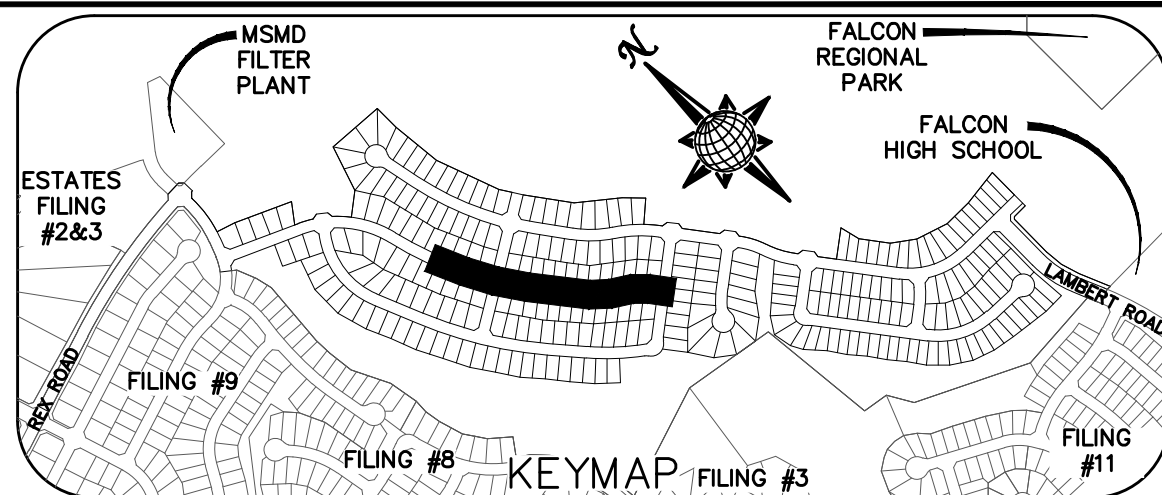 MSMD
FILTER
PLANT
N
FALCON
REGIONAL
PARK
FALCON
HIGH SCHOOL
ESTATES
FILING
#2&3
LAMBERT ROAD
REX ROAD
FILING #9
FILING #8
KEYMAP
FILING #3
FILING
#11